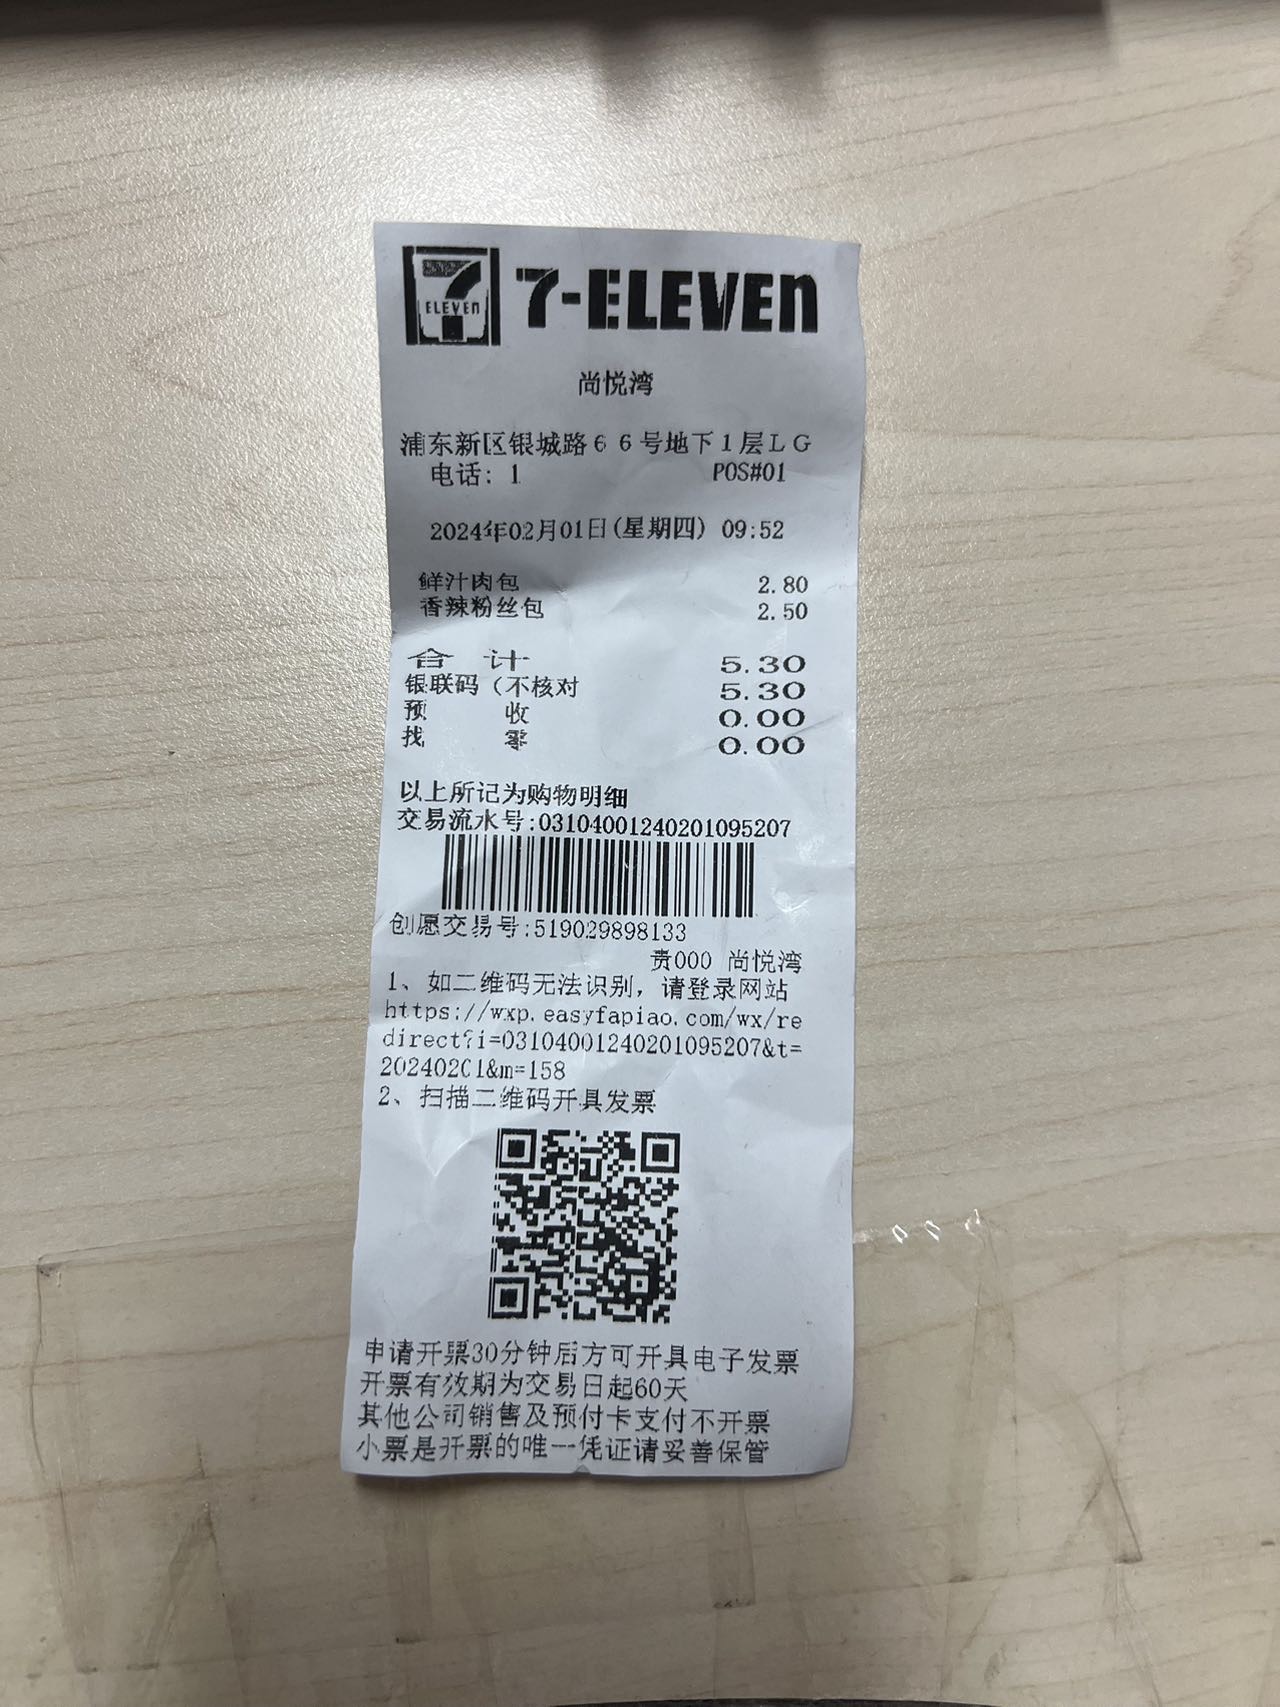 7-ELEVEN
ELEVEN
尚悦湾
浦东新区银城路66号地下1层LG
电话: 1 POS#01
2024年02月01日(星期四) 09:52
鲜汁肉包 2.80
香辣粉丝包 2.50
合 计 5.30
银联码（不核对 5.30
预 收 0.00
找 零 0.00
以上所记为购物明细
交易流水号:03104001240201095207
创愿交易号:519029898133
贵000 尚悦湾
1、如二维码无法识别，请登录网站
https://wxp.easyfapiao.com/wx/re
direct?i=03104001240201095207&t=
20240201&m=158
2、扫描二维码开具发票
申请开票30分钟后方可开具电子发票
开票有效期为交易日起60天
其他公司销售及预付卡支付不开票
小票是开票的唯一凭证请妥善保管